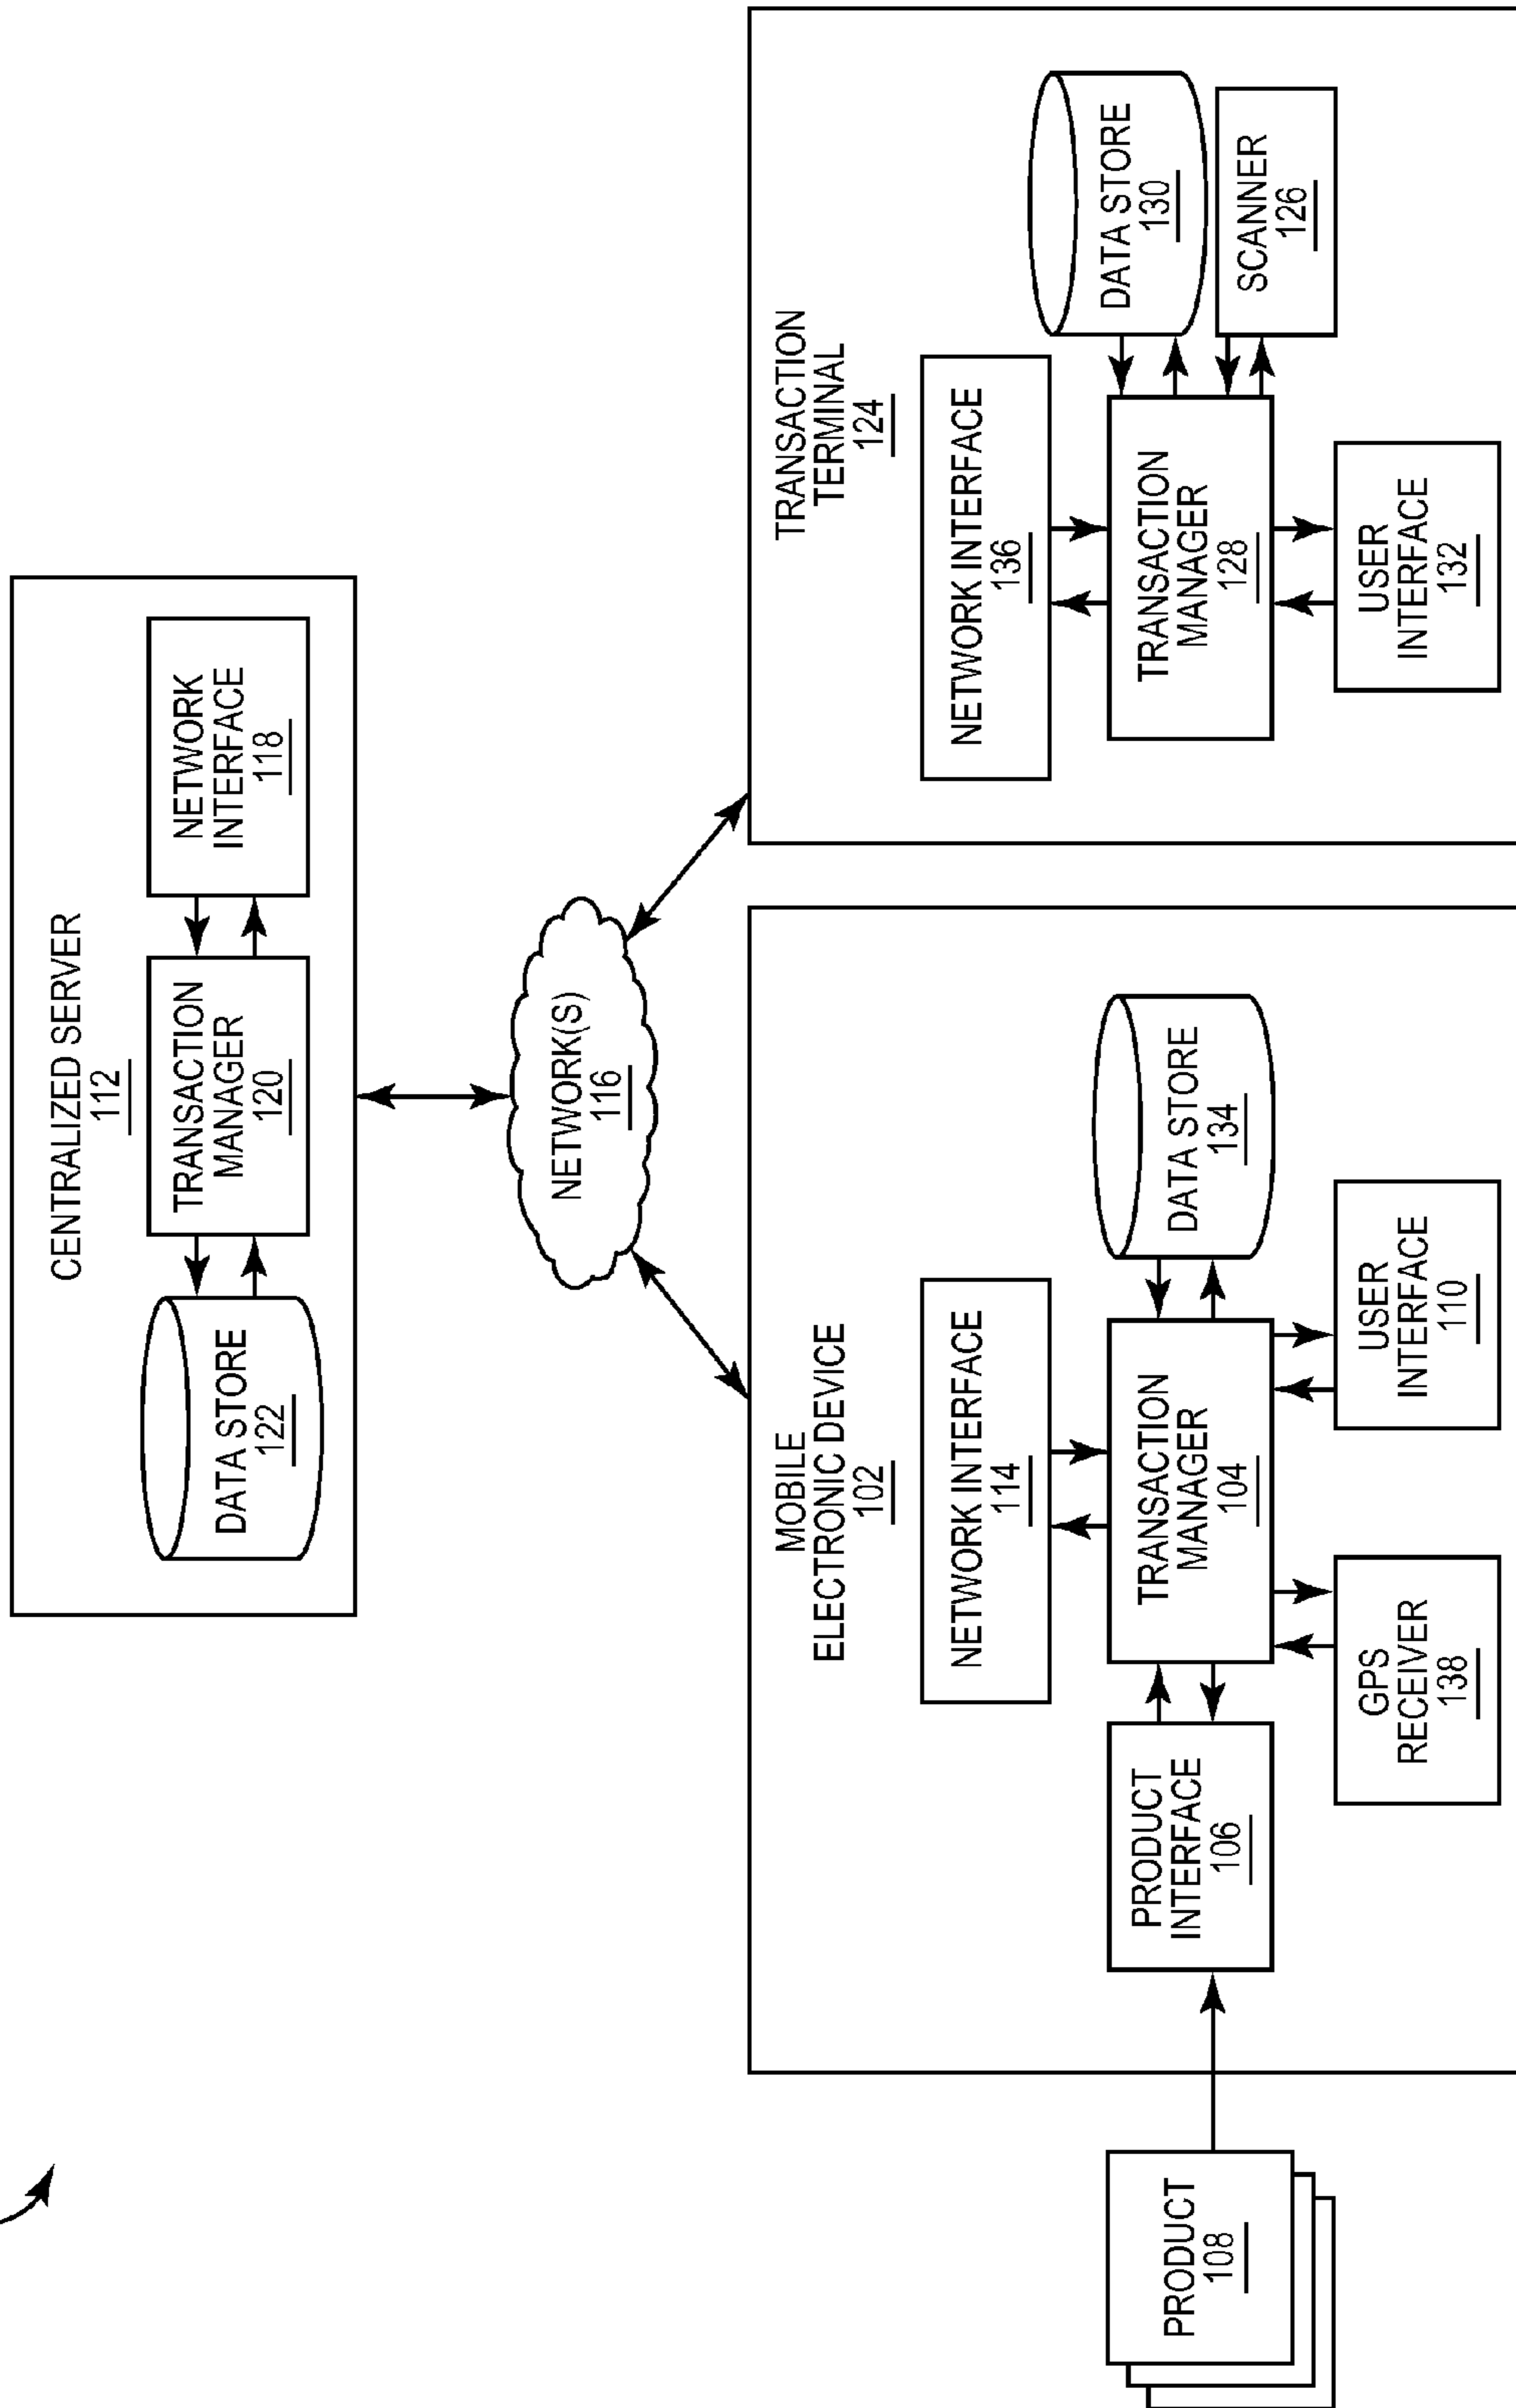 CENTRALIZED SERVER
112
DATA STORE
122
TRANSACTION
MANAGER
120
NETWORK
INTERFACE
118
NETWORK(S)
116
MOBILE
ELECTRONIC DEVICE
102
NETWORK INTERFACE
114
PRODUCT
108
PRODUCT
INTERFACE
106
TRANSACTION
MANAGER
104
DATA STORE
134
GPS
RECEIVER
138
USER
INTERFACE
110
TRANSACTION
TERMINAL
124
NETWORK INTERFACE
136
TRANSACTION
MANAGER
128
DATA STORE
130
SCANNER
126
USER
INTERFACE
132